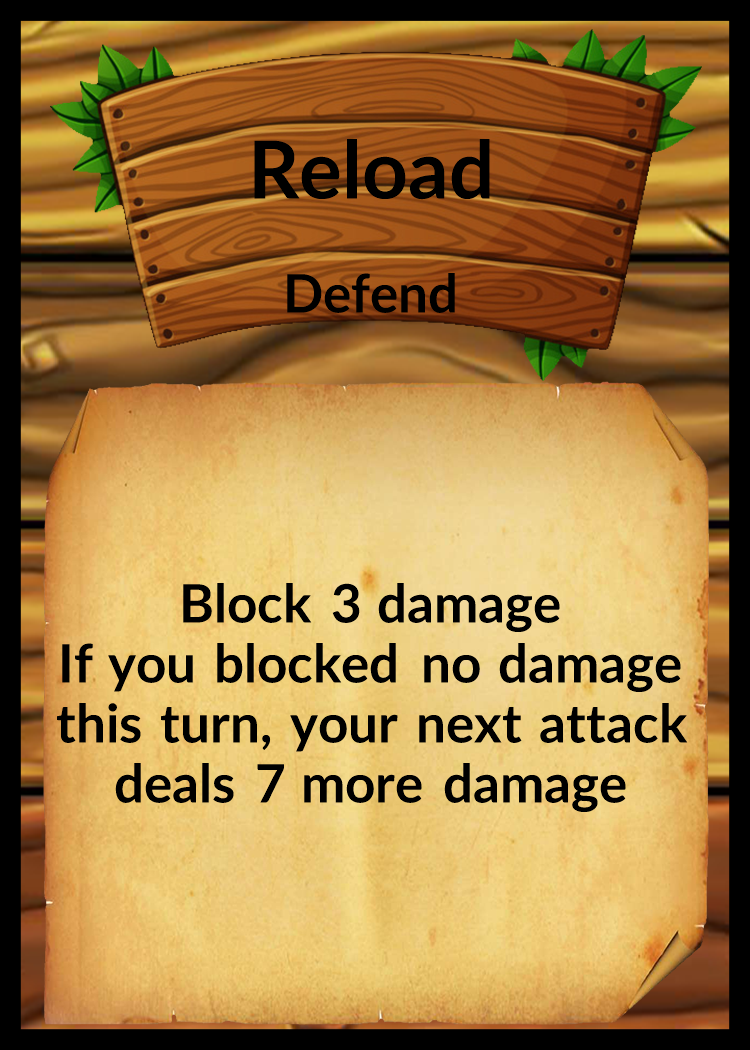 Reload
Defend
Block 3 damage
If you blocked no damage
this turn, your next attack
deals 7 more damage